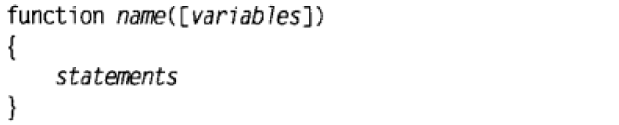 function name([variables])
{
statements
}